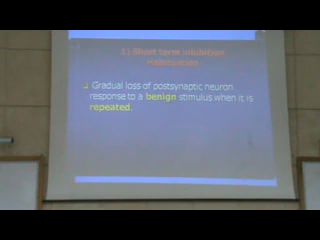 1) Short term inhibition
Habituation
Gradual loss of postsynaptic neuron
response to a benign stimulus when it is
repeated.